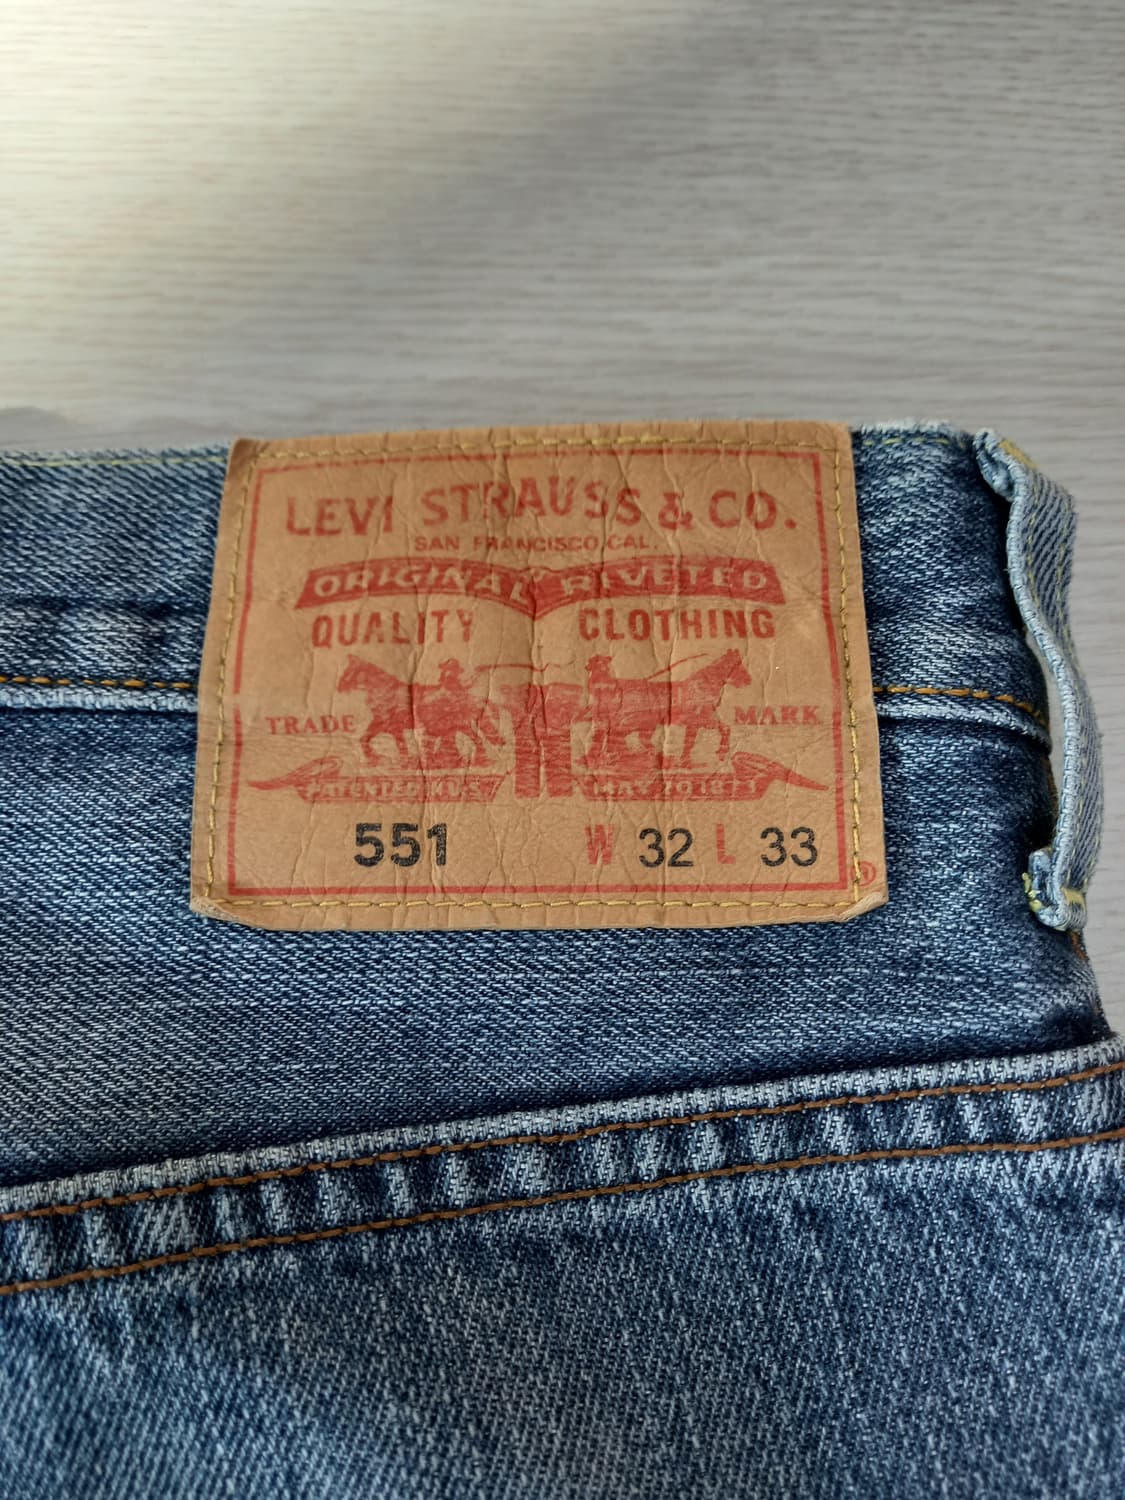 LEVI STRAUSS & CO.
SAN FRANCISCO, CAL.
ORIGINAL RIVETED
QUALITY CLOTHING
TRADE MARK
PATENTED IN U.S. MAY 20 1873
551 W 32 L 33
®